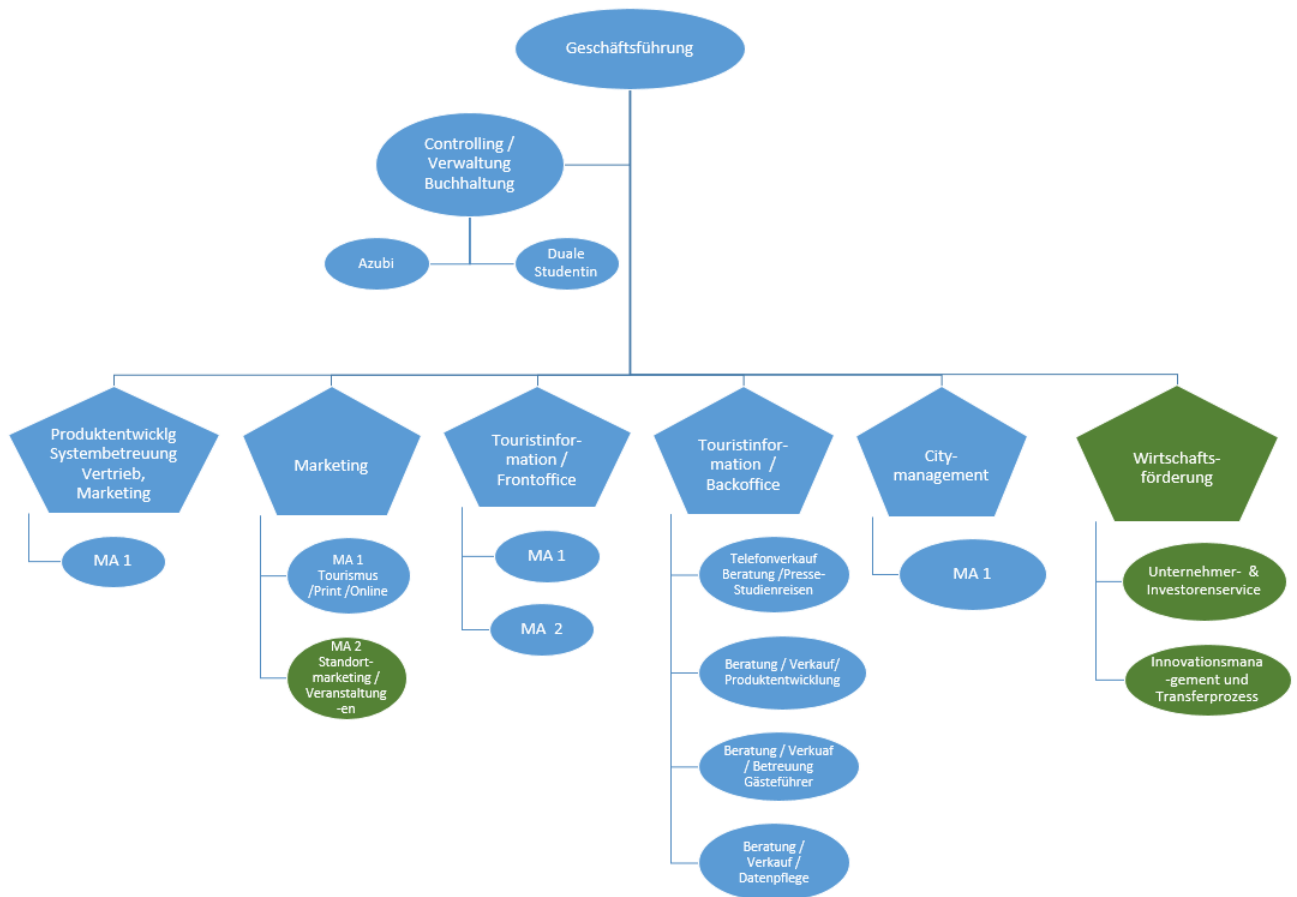 Geschäftsführung
Controlling /
Verwaltung
Buchhaltung
Azubi
Duale
Studentin
Produktentwicklg
Systembetreuung
Vertrieb,
Marketing
MA 1
Marketing
MA 1
Tourismus
/Print /Online
MA 2
Standort-
marketing /
Veranstaltung
-en
Touristinfor-
mation /
Frontoffice
MA 1
MA 2
Touristinfor-
mation /
Backoffice
Telefonverkauf
Beratung /Presse-
Studienreisen
Beratung / Verkauf/
Produktentwicklung
Beratung / Verkuaf
/ Betreuung
Gästeführer
Beratung /
Verkauf /
Datenpflege
City-
management
MA 1
Wirtschafts-
förderung
Unternehmer- &
Investorenservice
Innovationsmana
-gement und
Transferprozess